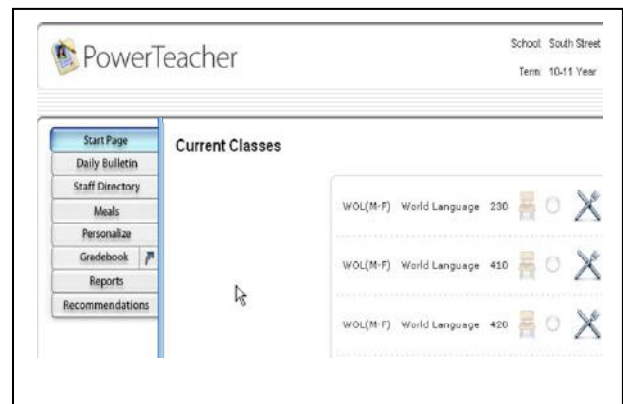 PowerTeacher
School: South Street
Term: 10-11 Year
Start Page
Daily Bulletin
Staff Directory
Meals
Personalize
Gradebook
Reports
Recommendations
Current Classes
WOL(M-F) World Language 230
WOL(M-F) World Language 410
WOL(M-F) World Language 420